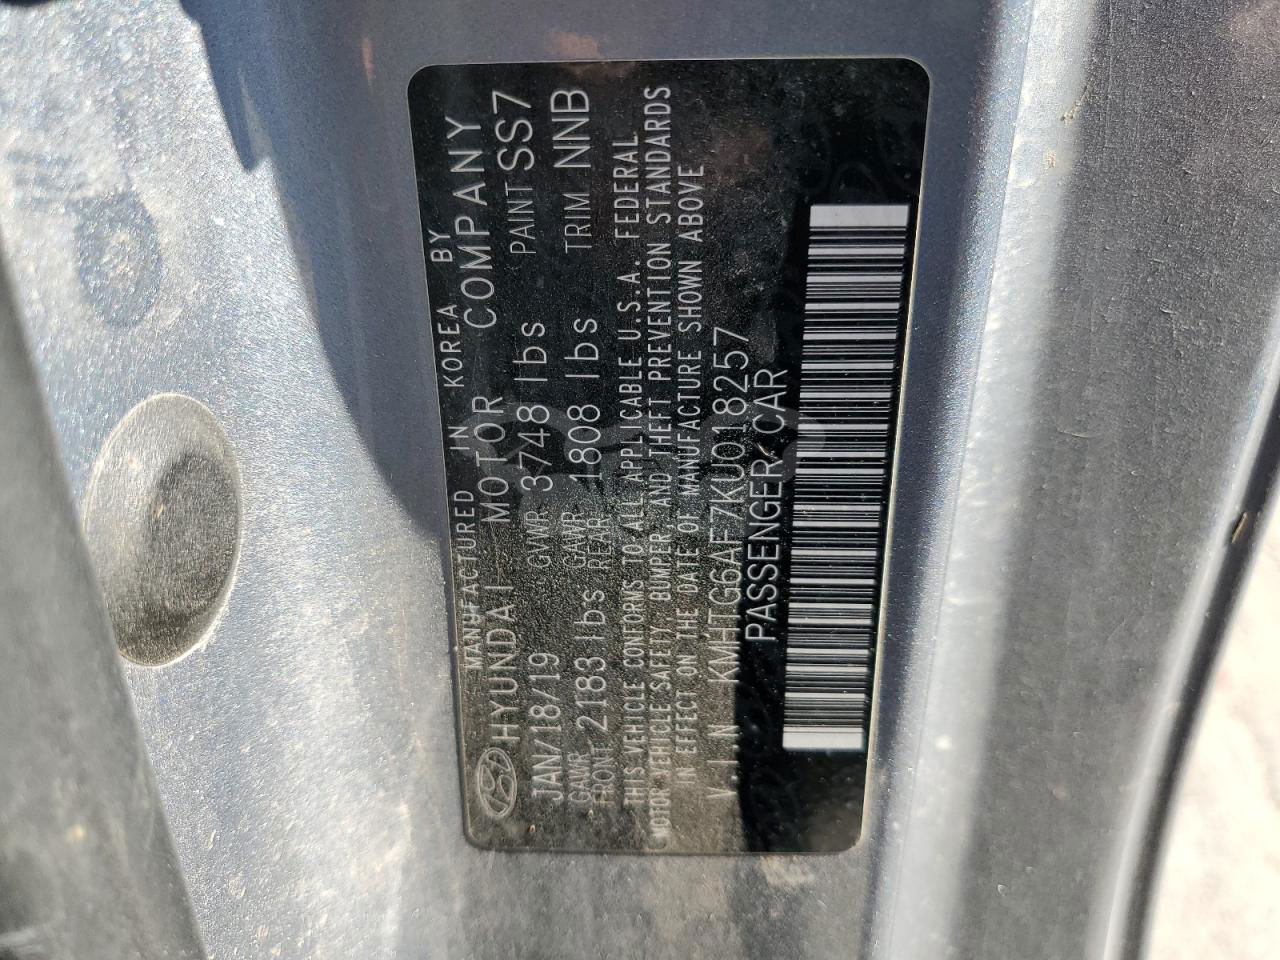 MANUFACTURED IN KOREA BY
HYUNDAI MOTOR COMPANY
JAN/18/19 GVWR 3748 lbs PAINT SS7
GAWR FRONT 2183 lbs GAWR REAR 1808 lbs TRIM NNB
THIS VEHICLE CONFORMS TO ALL APPLICABLE U.S.A. FEDERAL
MOTOR VEHICLE SAFETY, BUMPER, AND THEFT PREVENTION STANDARDS
IN EFFECT ON THE DATE OF MANUFACTURE SHOWN ABOVE
V.I.N KMHTG6AF7KU018257
PASSENGER CAR